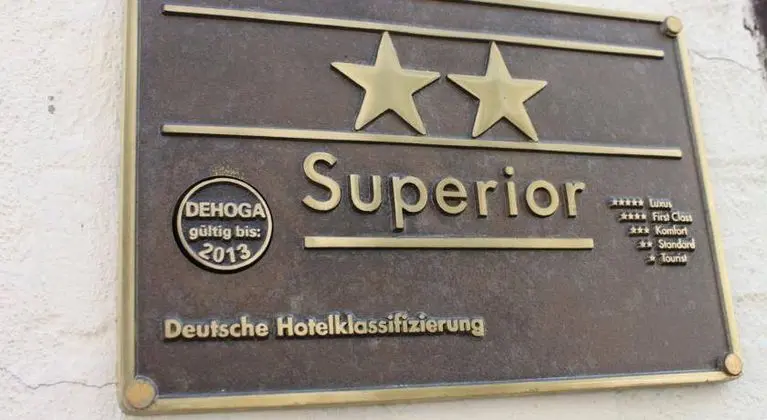 Superior
DEHOGA
gültig bis:
2013
★★★★★ Luxus
★★★★ First Class
★★★ Komfort
★★ Standard
★ Tourist
Deutsche Hotelklassifizierung